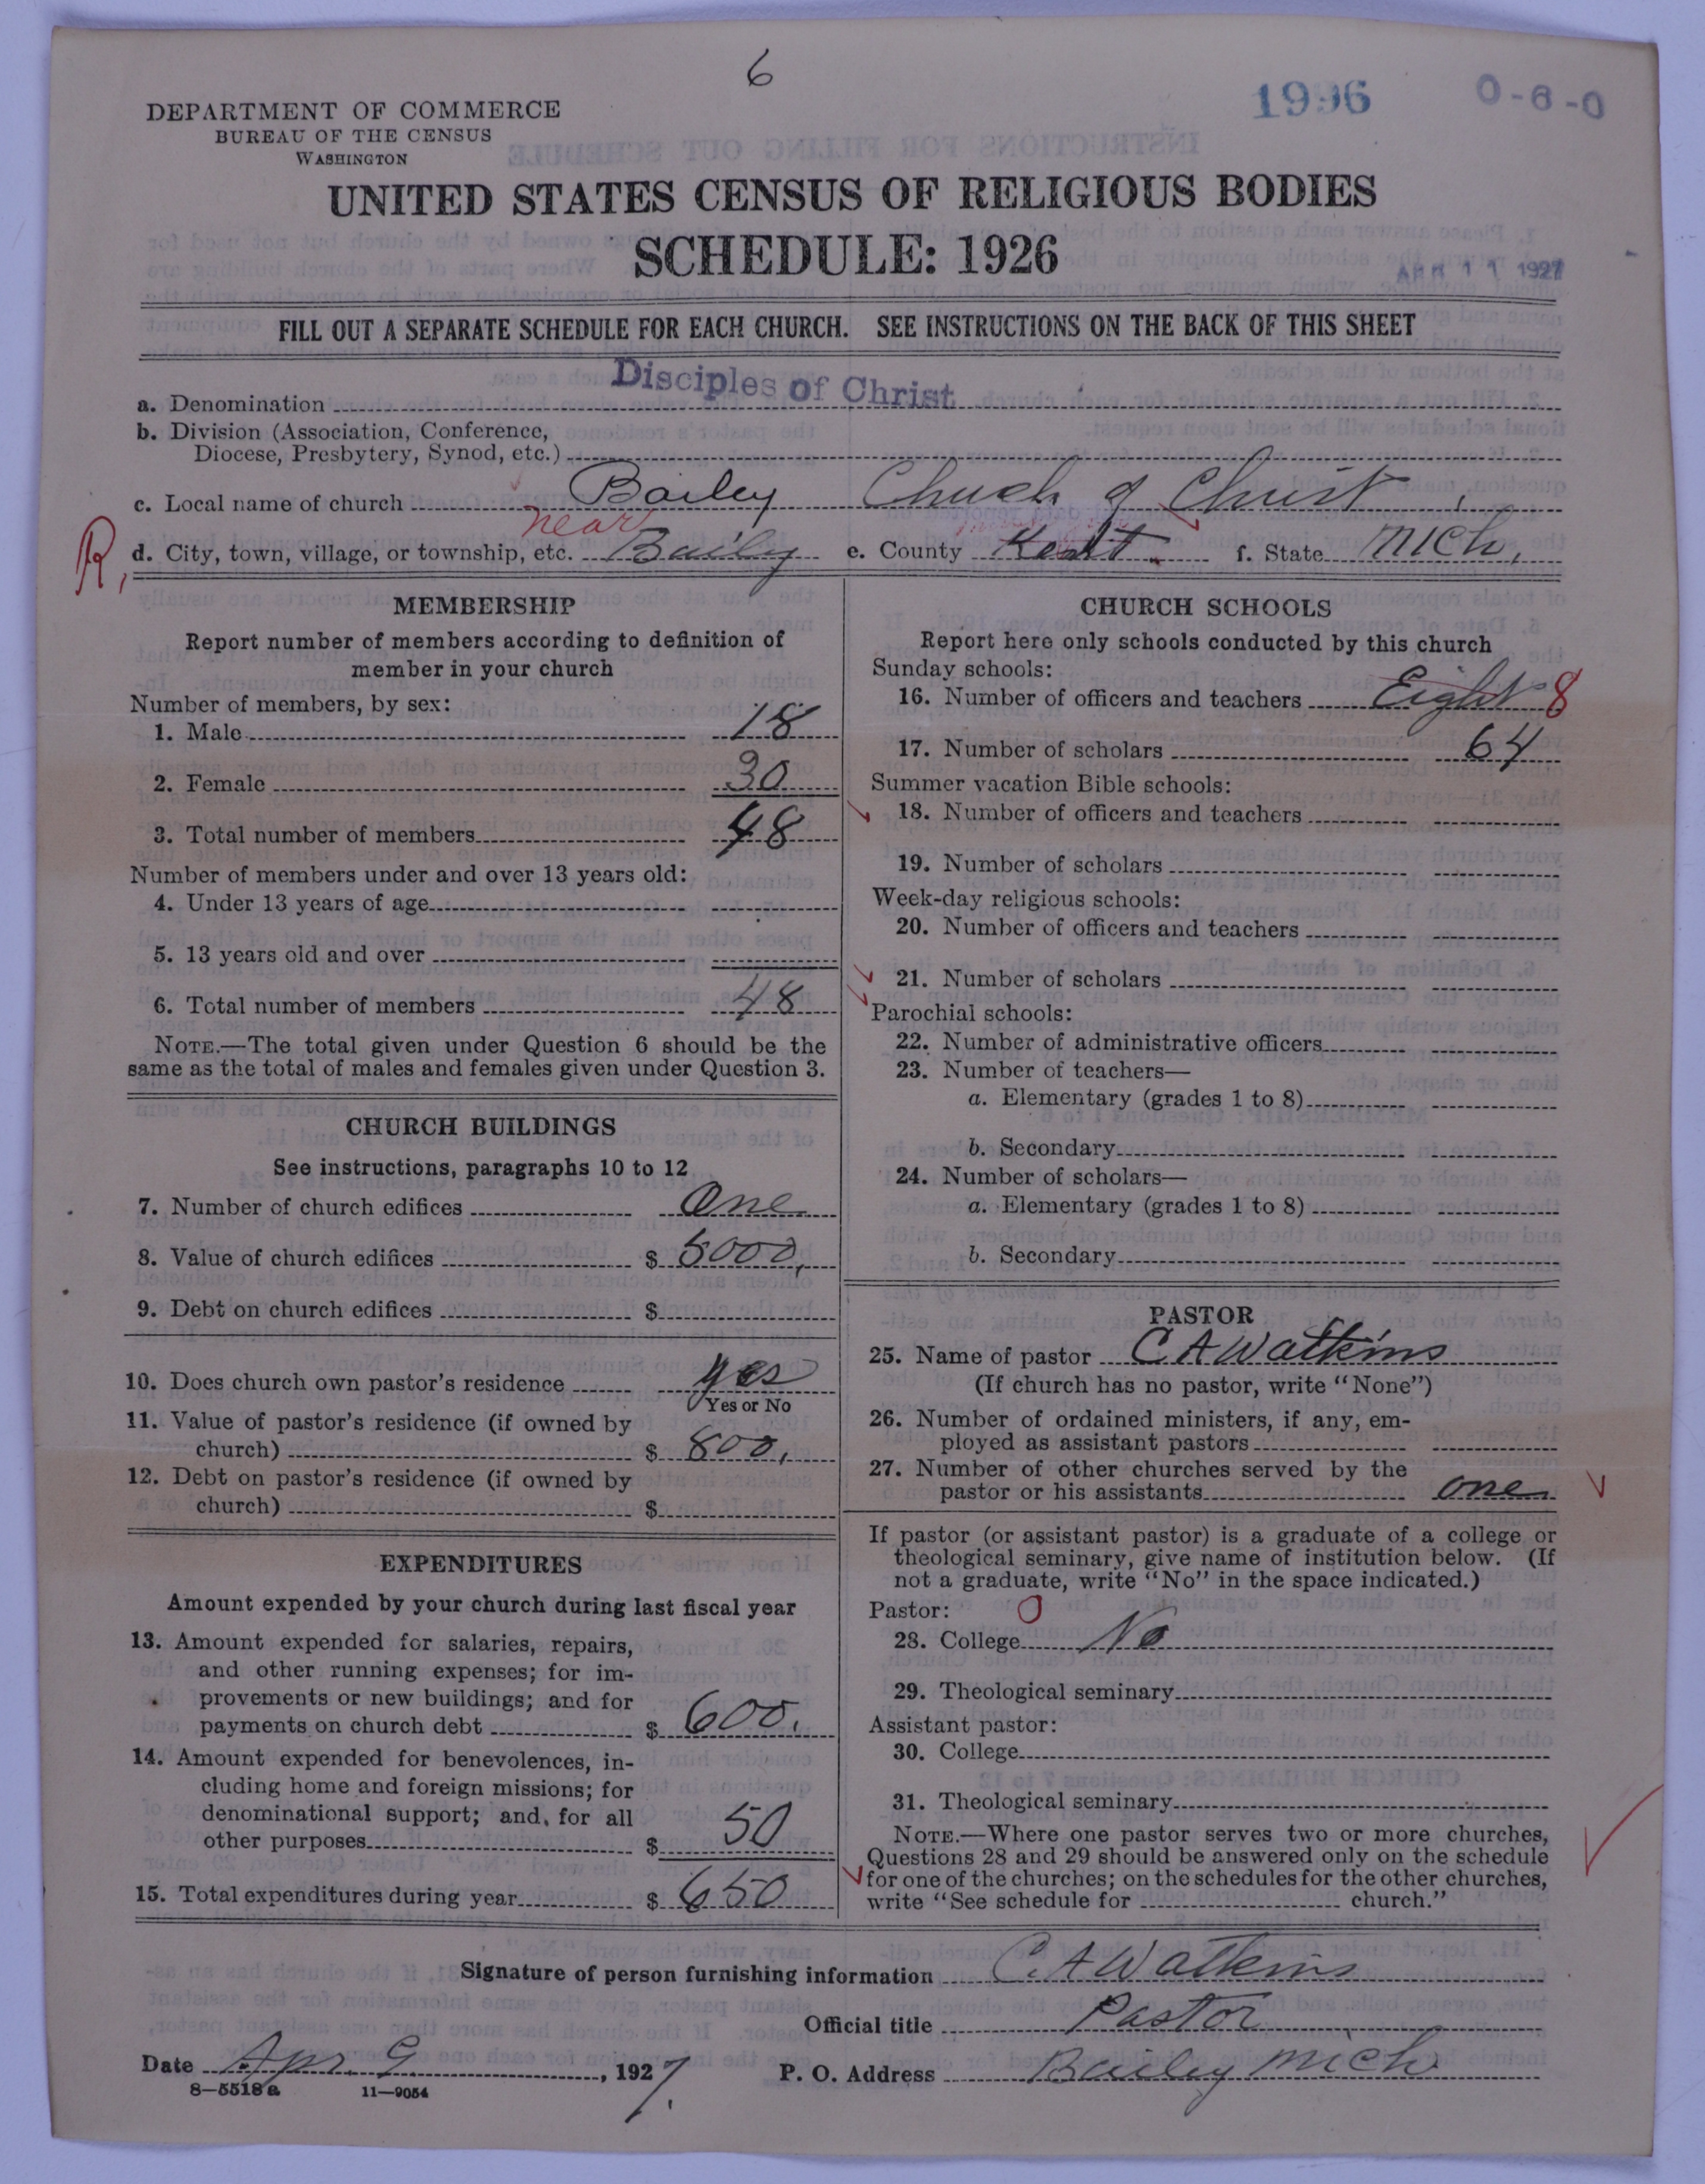 6
1996
0-6-0
DEPARTMENT OF COMMERCE
BUREAU OF THE CENSUS
WASHINGTON
UNITED STATES CENSUS OF RELIGIOUS BODIES
SCHEDULE: 1926
APR 11 1927
FILL OUT A SEPARATE SCHEDULE FOR EACH CHURCH. SEE INSTRUCTIONS ON THE BACK OF THIS SHEET
a. Denomination Disciples of Christ
b. Division (Association, Conference,
Diocese, Presbytery, Synod, etc.)
c. Local name of church Bailey Chuch of Christ
near
R, d. City, town, village, or township, etc. Baily e. County Kent. f. State Mich,
MEMBERSHIP
Report number of members according to definition of
member in your church
Number of members, by sex:
1. Male 18
2. Female 30
3. Total number of members 48
Number of members under and over 13 years old:
4. Under 13 years of age
5. 13 years old and over
6. Total number of members 48
NOTE.—The total given under Question 6 should be the
same as the total of males and females given under Question 3.
CHURCH BUILDINGS
See instructions, paragraphs 10 to 12
7. Number of church edifices One
8. Value of church edifices $ 5000,
9. Debt on church edifices $
10. Does church own pastor's residence yes
Yes or No
11. Value of pastor's residence (if owned by
church) $ 800,
12. Debt on pastor's residence (if owned by
church) $
EXPENDITURES
Amount expended by your church during last fiscal year
13. Amount expended for salaries, repairs,
and other running expenses; for im-
provements or new buildings; and for
payments on church debt $ 600.
14. Amount expended for benevolences, in-
cluding home and foreign missions; for
denominational support; and, for all
other purposes $ 50
15. Total expenditures during year $ 650
CHURCH SCHOOLS
Report here only schools conducted by this church
Sunday schools:
16. Number of officers and teachers Eight 8
17. Number of scholars 64
Summer vacation Bible schools:
18. Number of officers and teachers
19. Number of scholars
Week-day religious schools:
20. Number of officers and teachers
21. Number of scholars
Parochial schools:
22. Number of administrative officers
23. Number of teachers—
a. Elementary (grades 1 to 8)
b. Secondary
24. Number of scholars—
a. Elementary (grades 1 to 8)
b. Secondary
PASTOR
25. Name of pastor C A Watkins
(If church has no pastor, write "None")
26. Number of ordained ministers, if any, em-
ployed as assistant pastors
27. Number of other churches served by the
pastor or his assistants one
If pastor (or assistant pastor) is a graduate of a college or
theological seminary, give name of institution below. (If
not a graduate, write "No" in the space indicated.)
Pastor: 0
28. College No
29. Theological seminary
Assistant pastor:
30. College
31. Theological seminary
NOTE.—Where one pastor serves two or more churches,
Questions 28 and 29 should be answered only on the schedule
for one of the churches; on the schedules for the other churches,
write "See schedule for church."
Signature of person furnishing information C. A Watkins
Official title Pastor
Date Apr. 9, 1927. P. O. Address Bailey Mich
8—5518a 11—9054